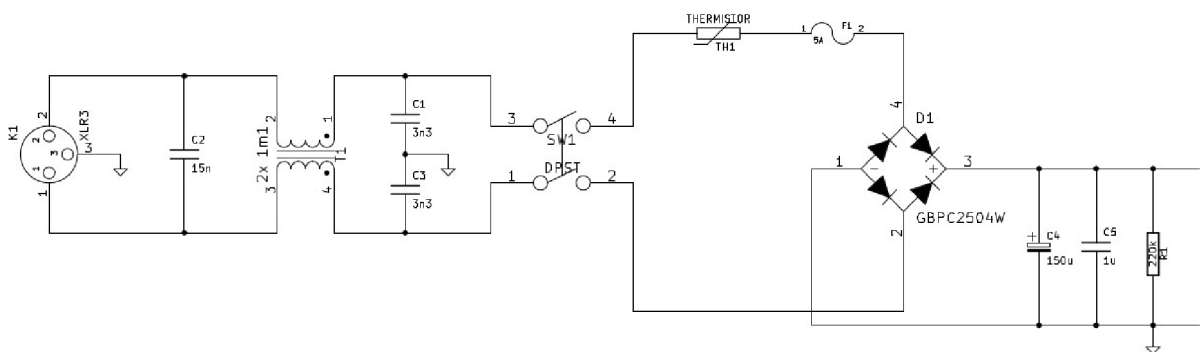 THERMISTOR
TH1
1
5A
F1
2
K1
2
2
3
1
1
XLR3
3
C2
15n
2
3
2x 1m1
1
4
T1
C1
3n3
C3
3n3
3
4
SW1
DPST
1
2
4
D1
1
-
+
3
2
GBPC2504W
+
C4
150u
C5
1u
220k
R1